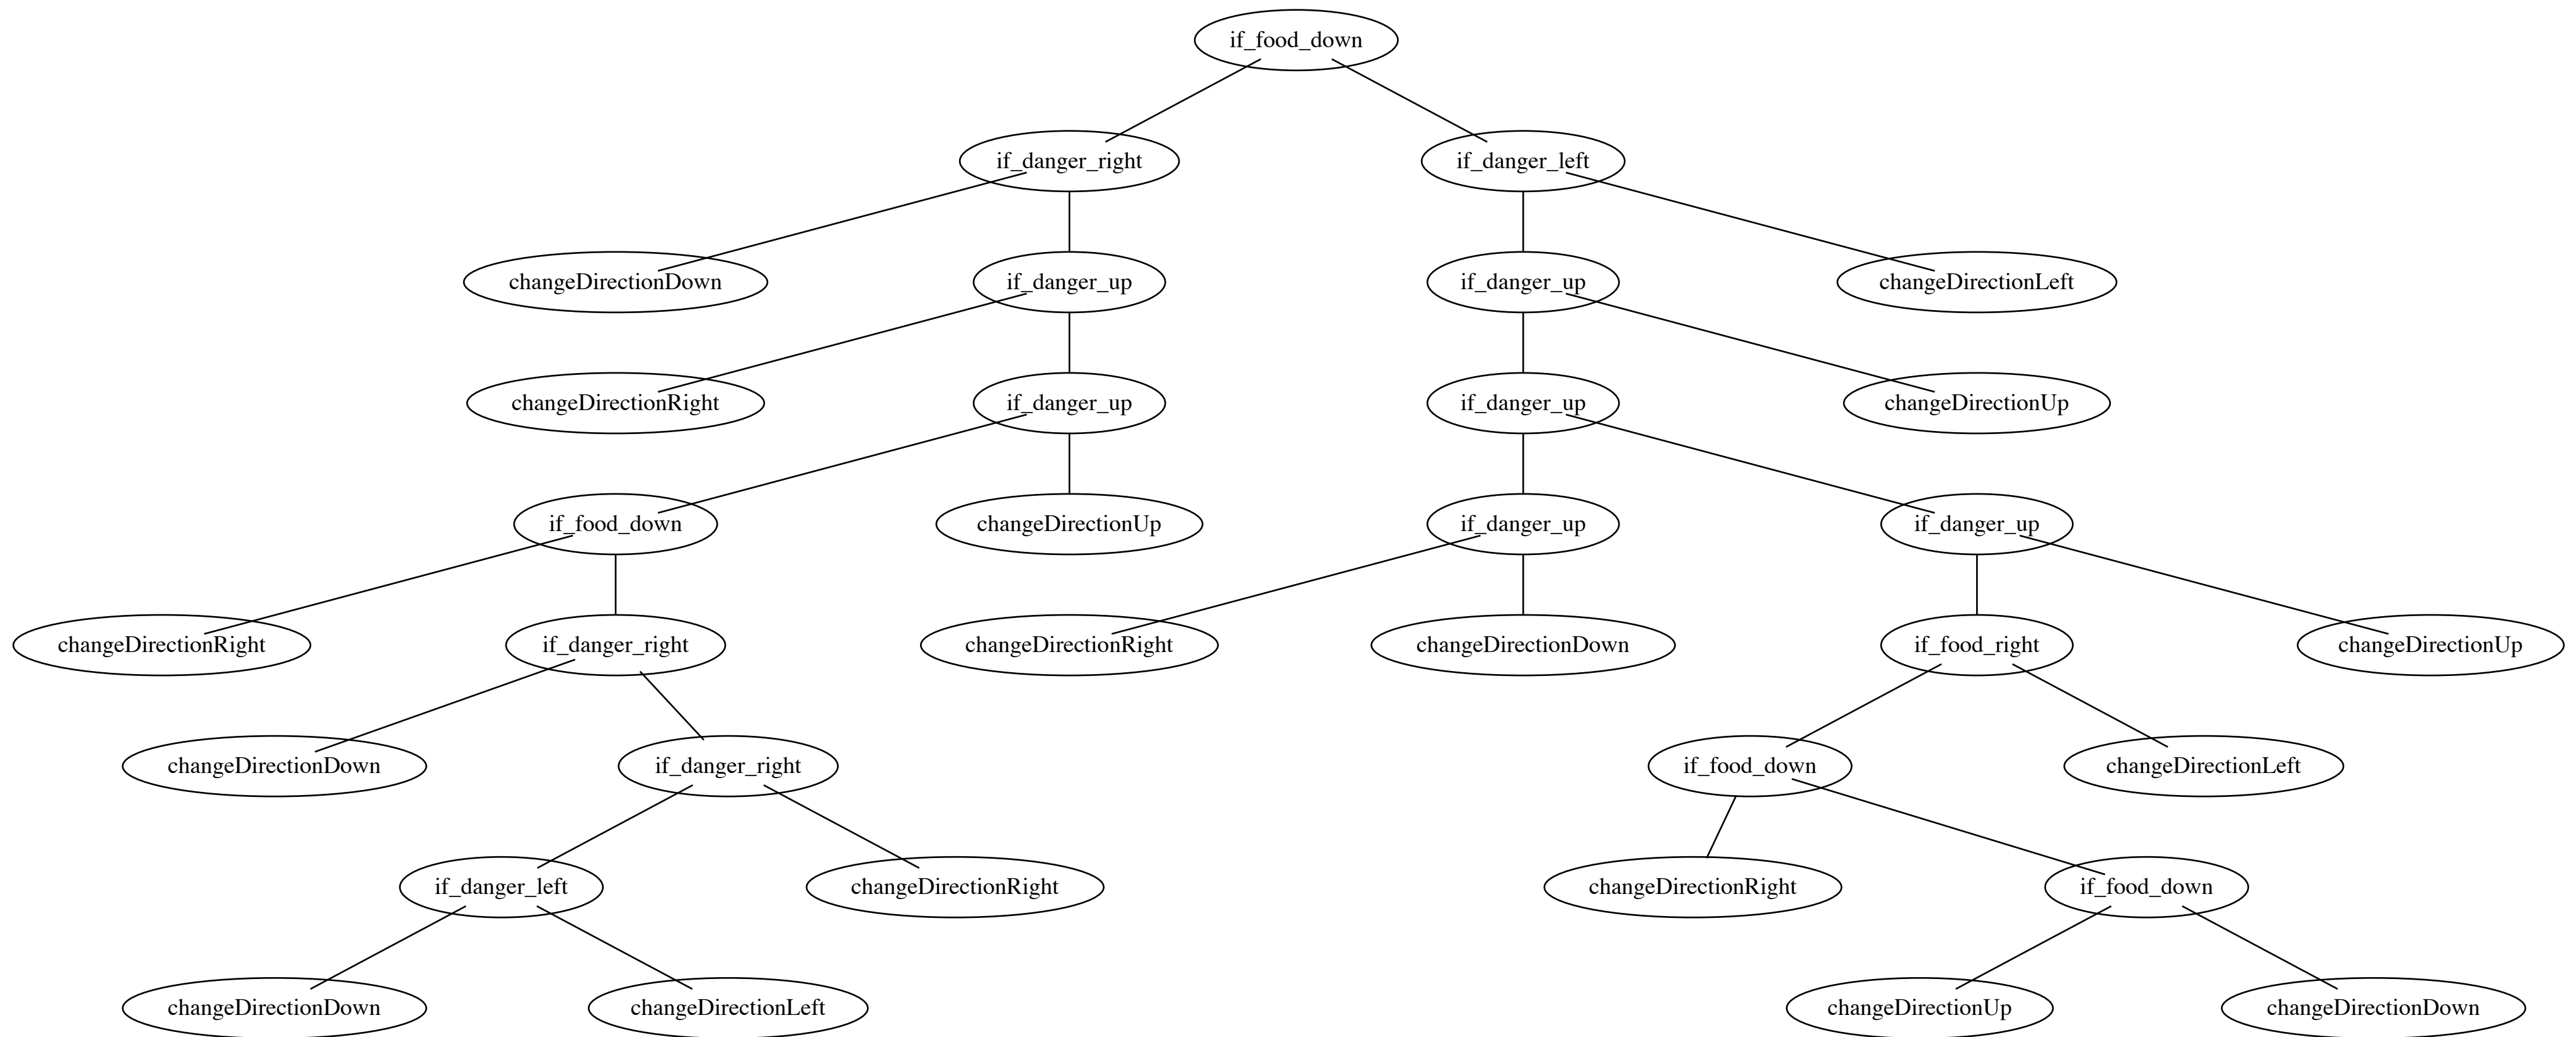 if_food_down
if_danger_right
if_danger_left
changeDirectionDown
if_danger_up
if_danger_up
changeDirectionLeft
changeDirectionRight
if_danger_up
if_danger_up
changeDirectionUp
if_food_down
changeDirectionUp
if_danger_up
if_danger_up
changeDirectionRight
if_danger_right
changeDirectionRight
changeDirectionDown
if_food_right
changeDirectionUp
changeDirectionDown
if_danger_right
if_food_down
changeDirectionLeft
if_danger_left
changeDirectionRight
changeDirectionRight
if_food_down
changeDirectionDown
changeDirectionLeft
changeDirectionUp
changeDirectionDown